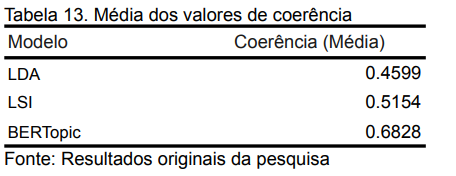 Tabela 13. Média dos valores de coerência
Modelo Coerência (Média)
LDA 0.4599
LSI 0.5154
BERTopic 0.6828
Fonte: Resultados originais da pesquisa